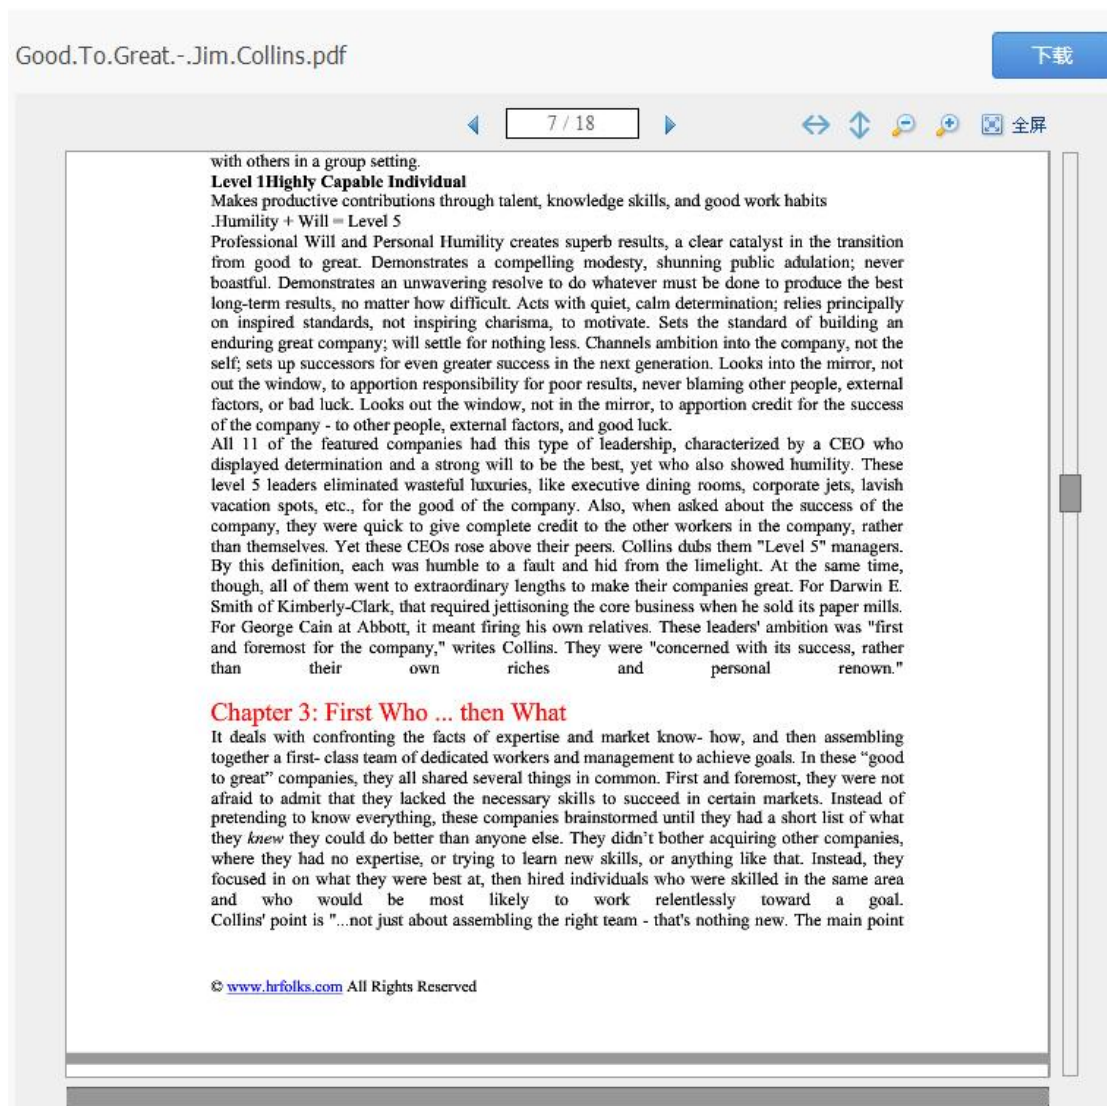 Good.To.Great.-.Jim.Collins.pdf
下载
7 / 18
全屏
with others in a group setting.
Level 1Highly Capable Individual
Makes productive contributions through talent, knowledge skills, and good work habits
.Humility + Will = Level 5
Professional Will and Personal Humility creates superb results, a clear catalyst in the transition
from good to great. Demonstrates a compelling modesty, shunning public adulation; never
boastful. Demonstrates an unwavering resolve to do whatever must be done to produce the best
long-term results, no matter how difficult. Acts with quiet, calm determination; relies principally
on inspired standards, not inspiring charisma, to motivate. Sets the standard of building an
enduring great company; will settle for nothing less. Channels ambition into the company, not the
self; sets up successors for even greater success in the next generation. Looks into the mirror, not
out the window, to apportion responsibility for poor results, never blaming other people, external
factors, or bad luck. Looks out the window, not in the mirror, to apportion credit for the success
of the company - to other people, external factors, and good luck.
All 11 of the featured companies had this type of leadership, characterized by a CEO who
displayed determination and a strong will to be the best, yet who also showed humility. These
level 5 leaders eliminated wasteful luxuries, like executive dining rooms, corporate jets, lavish
vacation spots, etc., for the good of the company. Also, when asked about the success of the
company, they were quick to give complete credit to the other workers in the company, rather
than themselves. Yet these CEOs rose above their peers. Collins dubs them "Level 5" managers.
By this definition, each was humble to a fault and hid from the limelight. At the same time,
though, all of them went to extraordinary lengths to make their companies great. For Darwin E.
Smith of Kimberly-Clark, that required jettisoning the core business when he sold its paper mills.
For George Cain at Abbott, it meant firing his own relatives. These leaders' ambition was "first
and foremost for the company," writes Collins. They were "concerned with its success, rather
than their own riches and personal renown."
Chapter 3: First Who ... then What
It deals with confronting the facts of expertise and market know- how, and then assembling
together a first- class team of dedicated workers and management to achieve goals. In these “good
to great” companies, they all shared several things in common. First and foremost, they were not
afraid to admit that they lacked the necessary skills to succeed in certain markets. Instead of
pretending to know everything, these companies brainstormed until they had a short list of what
they knew they could do better than anyone else. They didn’t bother acquiring other companies,
where they had no expertise, or trying to learn new skills, or anything like that. Instead, they
focused in on what they were best at, then hired individuals who were skilled in the same area
and who would be most likely to work relentlessly toward a goal.
Collins' point is "...not just about assembling the right team - that's nothing new. The main point
© www.hrfolks.com All Rights Reserved